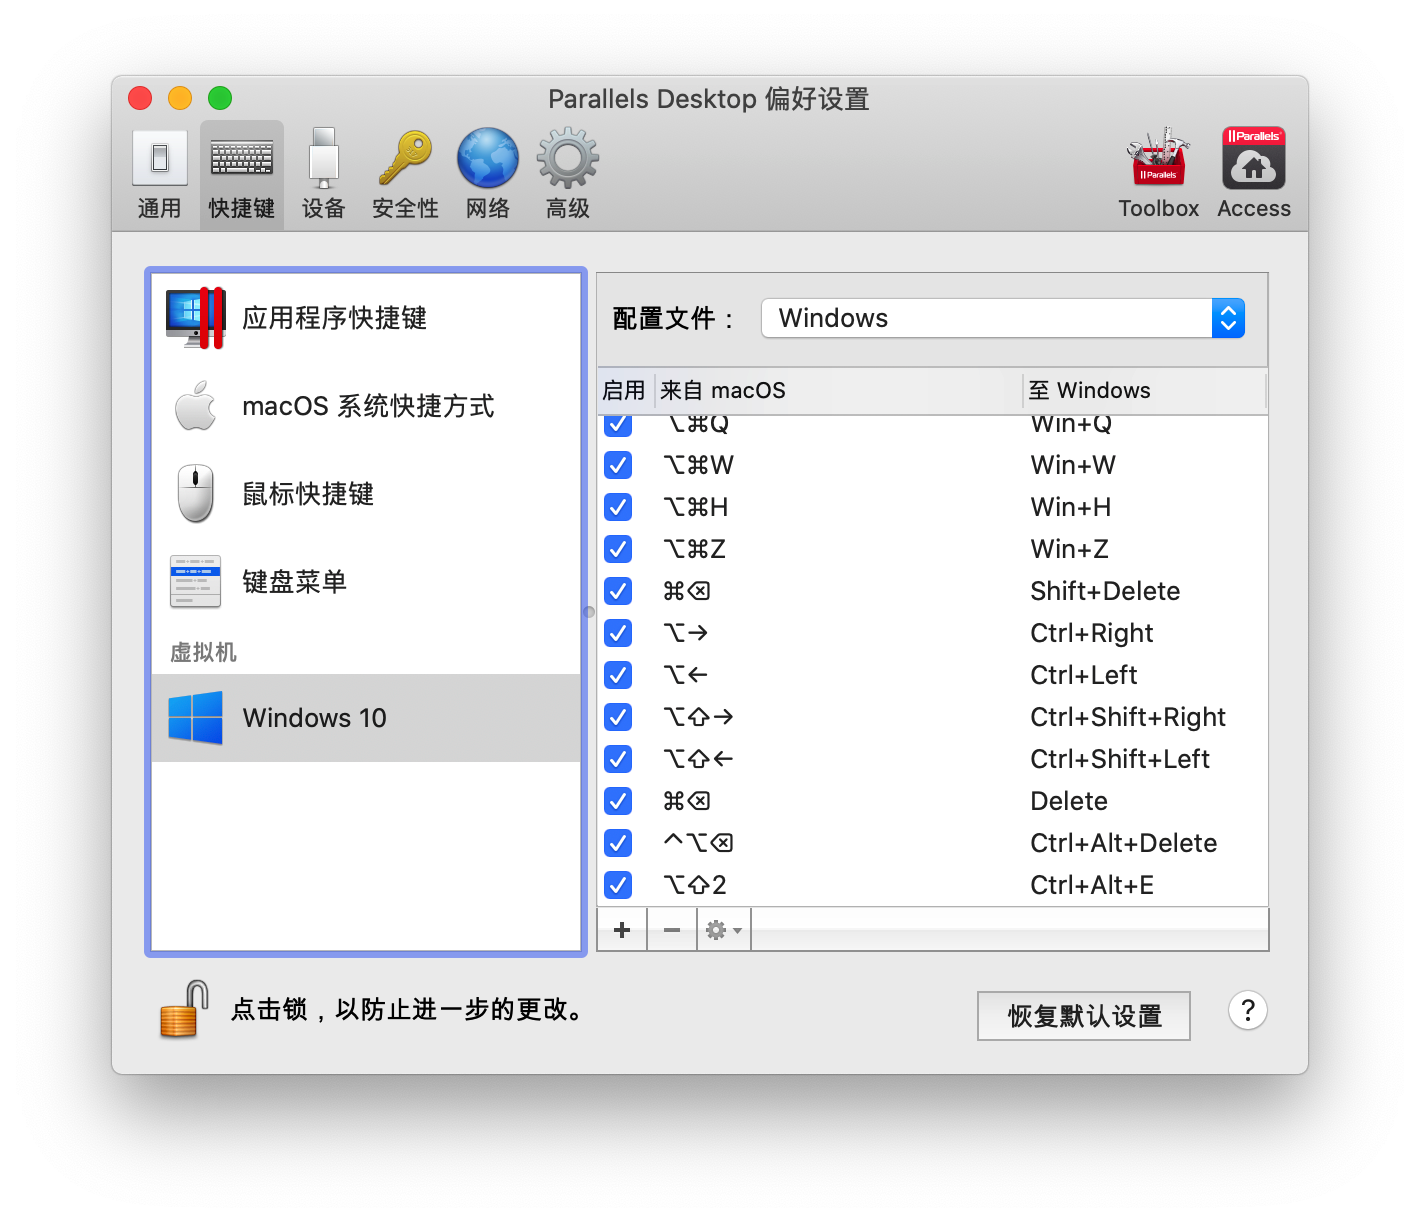 Parallels Desktop 偏好设置
通用 快捷键 设备 安全性 网络 高级 Toolbox Access
Parallels
Parallels
应用程序快捷键
macOS 系统快捷方式
鼠标快捷键
键盘菜单
虚拟机
Windows 10
配置文件： Windows
启用 来自 macOS 至 Windows
⌥⌘Q Win+Q
⌥⌘W Win+W
⌥⌘H Win+H
⌥⌘Z Win+Z
⌘⌫ Shift+Delete
⌥→ Ctrl+Right
⌥← Ctrl+Left
⌥⇧→ Ctrl+Shift+Right
⌥⇧← Ctrl+Shift+Left
⌘⌫ Delete
^⌥⌫ Ctrl+Alt+Delete
⌥⇧2 Ctrl+Alt+E
点击锁，以防止进一步的更改。
恢复默认设置 ?